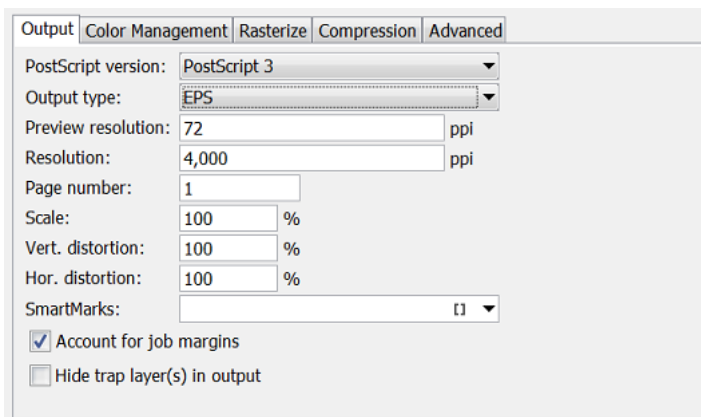 Output Color Management Rasterize Compression Advanced
PostScript version: PostScript 3
Output type: EPS
Preview resolution: 72 ppi
Resolution: 4,000 ppi
Page number: 1
Scale: 100 %
Vert. distortion: 100 %
Hor. distortion: 100 %
SmartMarks: []
Account for job margins
Hide trap layer(s) in output